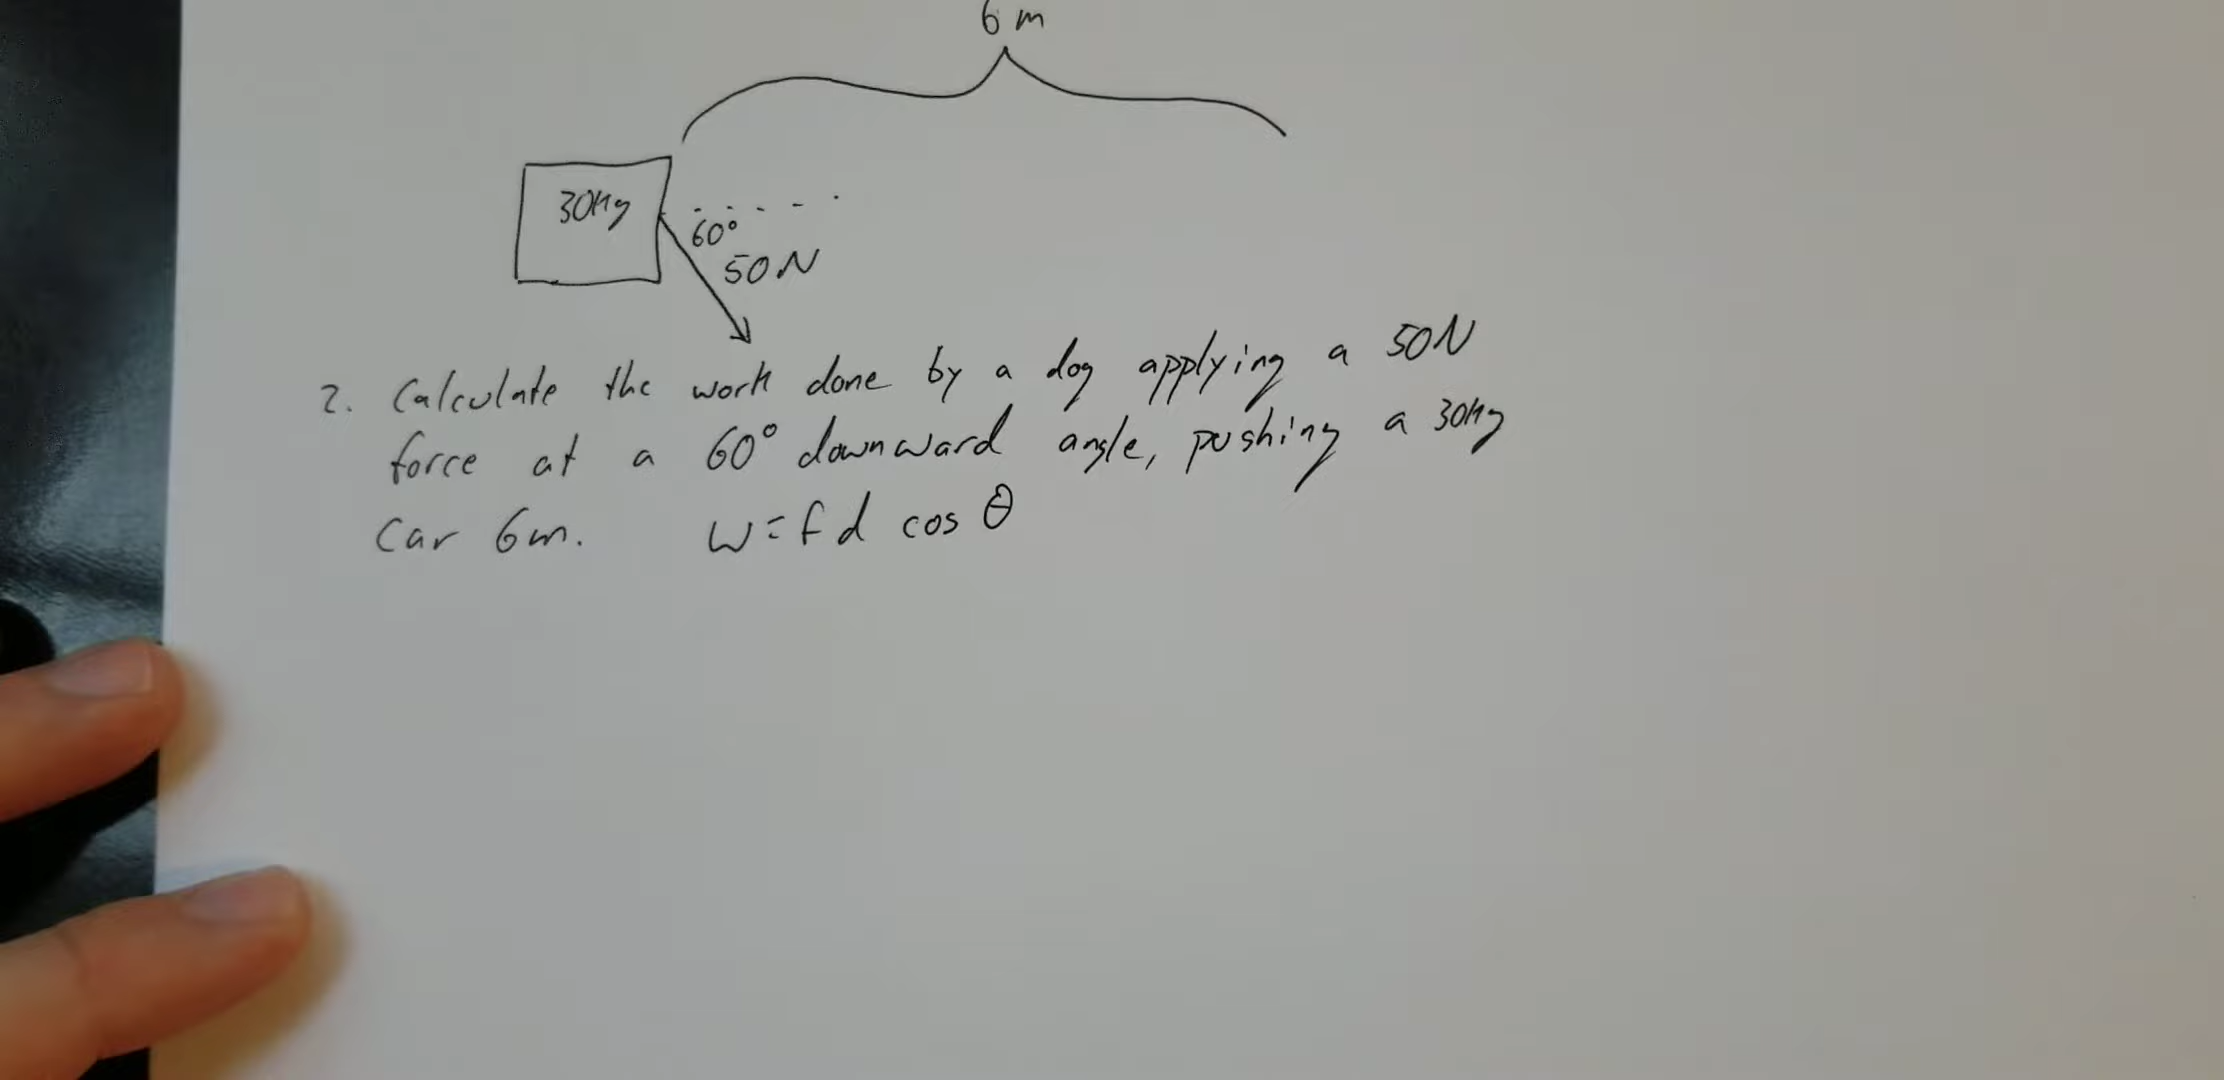 6 m
30Kg
60°
50N
2. Calculate the work done by a dog applying a 50N
force at a 60° downward angle, pushing a 30Kg
car 6m. W=fd cos θ